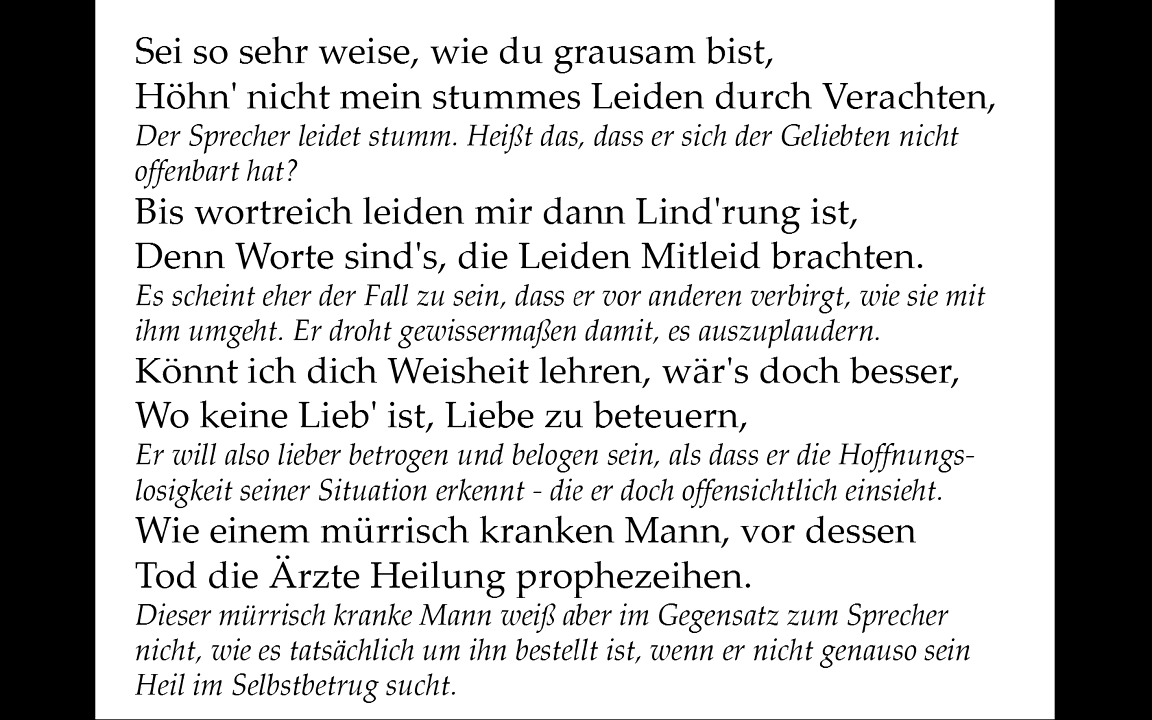 Sei so sehr weise, wie du grausam bist,
Höhn' nicht mein stummes Leiden durch Verachten,
Der Sprecher leidet stumm. Heißt das, dass er sich der Geliebten nicht
offenbart hat?
Bis wortreich leiden mir dann Lind'rung ist,
Denn Worte sind's, die Leiden Mitleid brachten.
Es scheint eher der Fall zu sein, dass er vor anderen verbirgt, wie sie mit
ihm umgeht. Er droht gewissermaßen damit, es auszuplaudern.
Könnt ich dich Weisheit lehren, wär's doch besser,
Wo keine Lieb' ist, Liebe zu beteuern,
Er will also lieber betrogen und belogen sein, als dass er die Hoffnungs-
losigkeit seiner Situation erkennt - die er doch offensichtlich einsieht.
Wie einem mürrisch kranken Mann, vor dessen
Tod die Ärzte Heilung prophezeihen.
Dieser mürrisch kranke Mann weiß aber im Gegensatz zum Sprecher
nicht, wie es tatsächlich um ihn bestellt ist, wenn er nicht genauso sein
Heil im Selbstbetrug sucht.